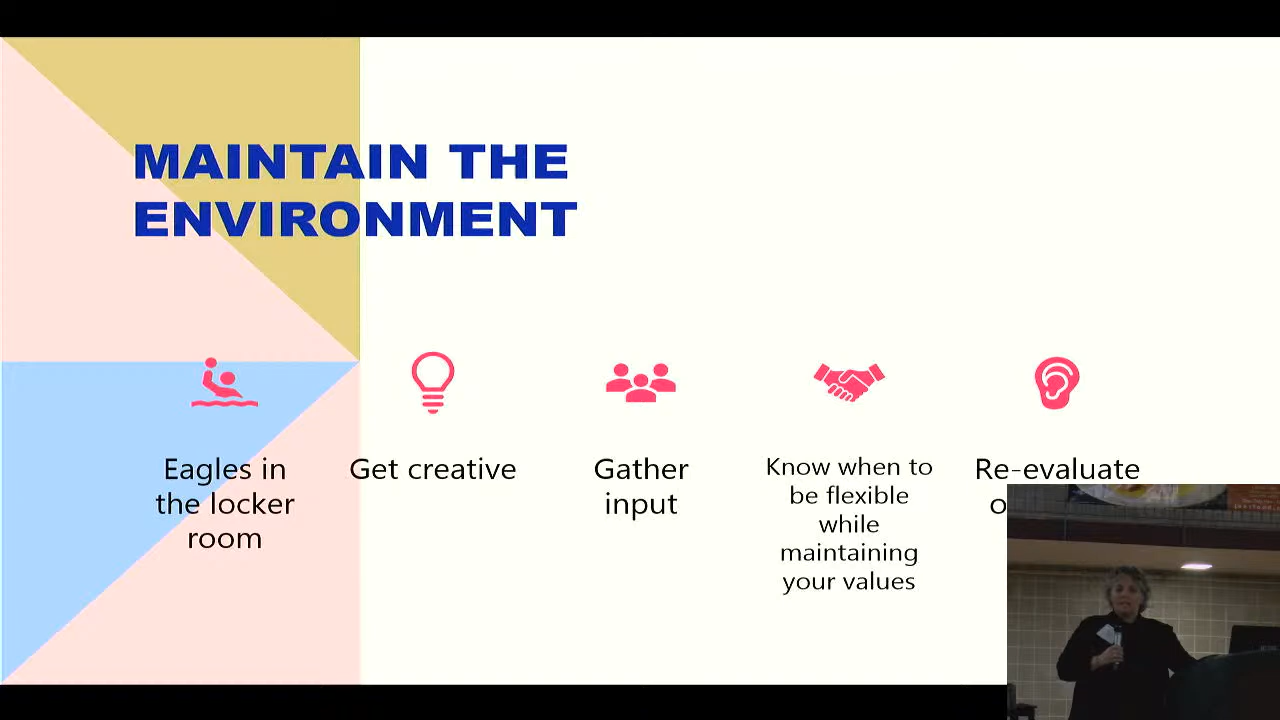 MAINTAIN THE
ENVIRONMENT
Eagles in
the locker
room
Get creative
Gather
input
Know when to
be flexible
while
maintaining
your values
Re-evaluate